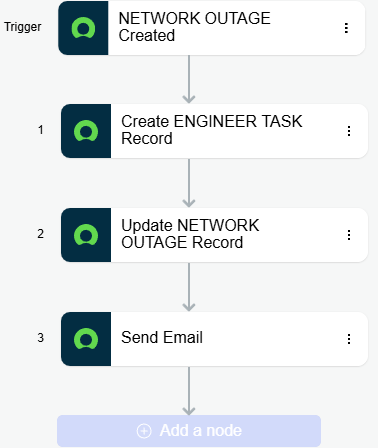 Trigger
NETWORK OUTAGE
Created
1
Create ENGINEER TASK
Record
2
Update NETWORK
OUTAGE Record
3
Send Email
Add a node